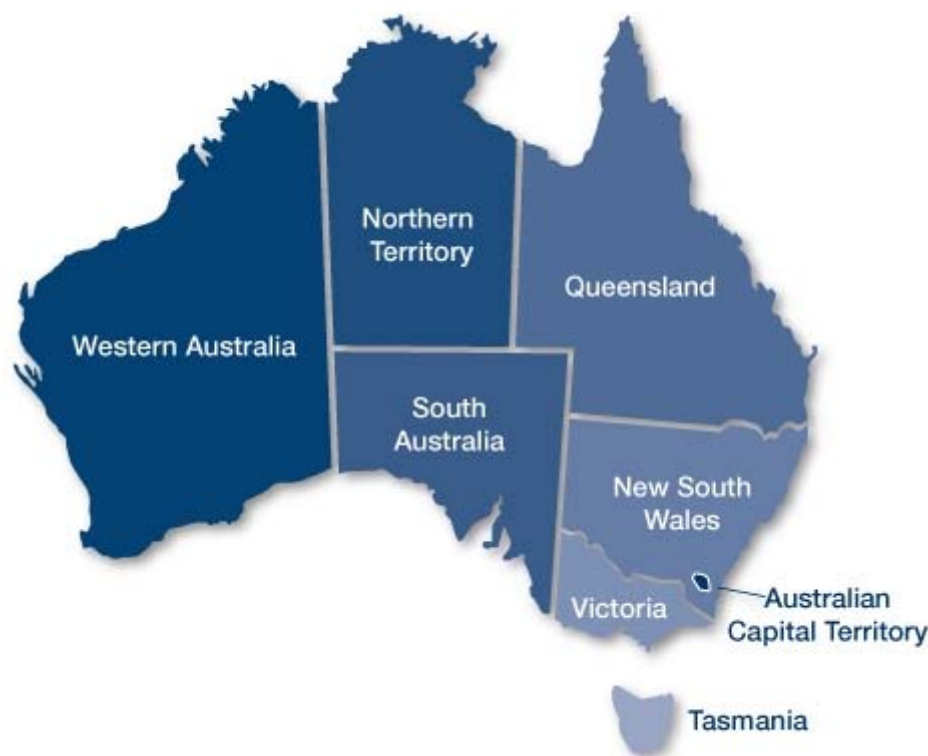 Northern
Territory
Queensland
Western Australia
South
Australia
New South
Wales
Victoria
Australian
Capital Territory
Tasmania